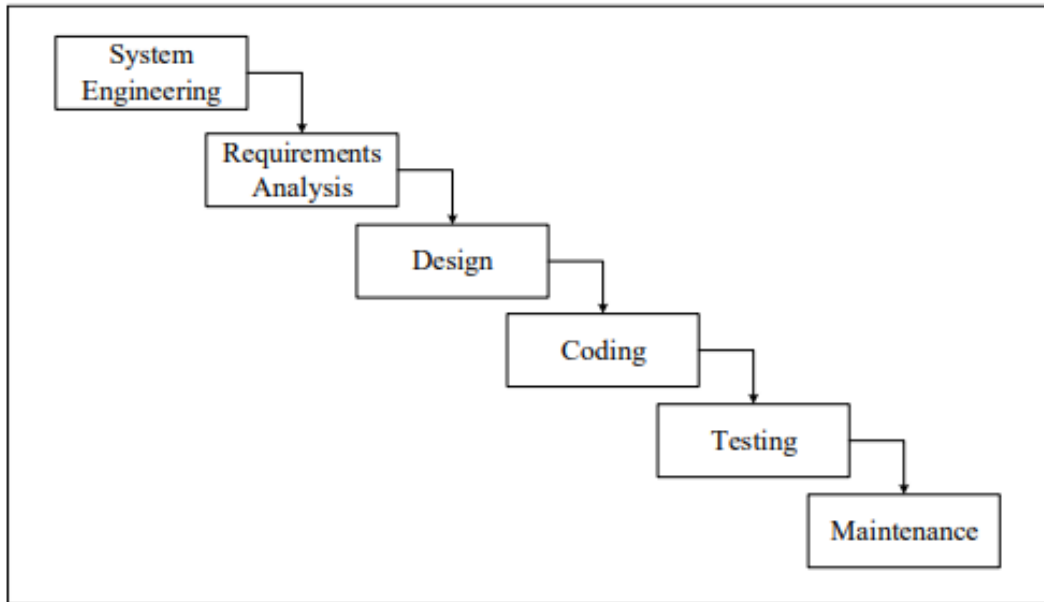 System
Engineering
Requirements
Analysis
Design
Coding
Testing
Maintenance